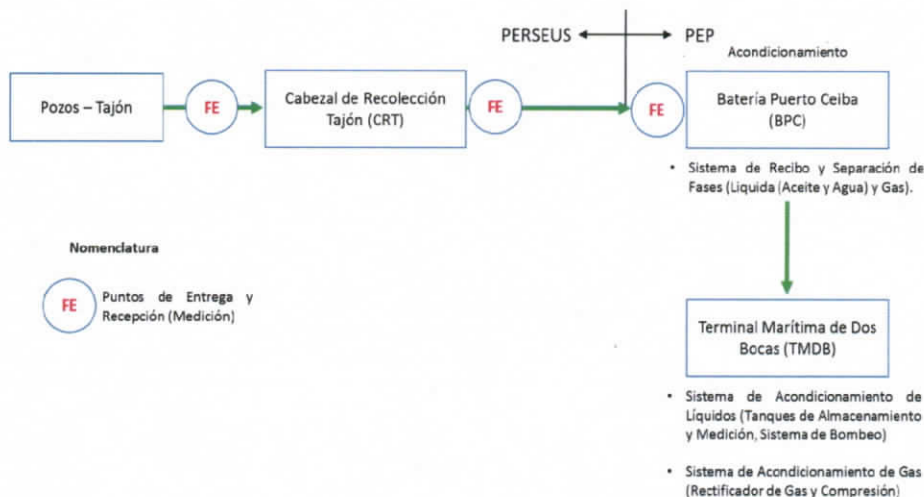 PERSEUS PEP
Acondicionamiento
Pozos – Tajón
FE
Cabezal de Recolección
Tajón (CRT)
FE
FE
Batería Puerto Ceiba
(BPC)
• Sistema de Recibo y Separación de
Fases (Liquida (Aceite y Agua) y Gas).
Nomenclatura
FE
Puntos de Entrega y
Recepción (Medición)
Terminal Marítima de Dos
Bocas (TMDB)
• Sistema de Acondicionamiento de
Líquidos (Tanques de Almacenamiento
y Medición, Sistema de Bombeo)
• Sistema de Acondicionamiento de Gas
(Rectificador de Gas y Compresión)